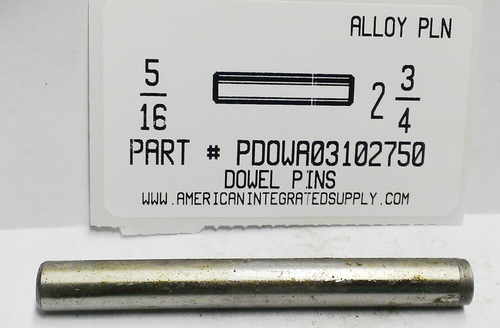 ALLOY PLN
5/16 2 3/4
PART # PDOWA03102750
DOWEL PINS
WWW.AMERICANINTEGRATEDSUPPLY.COM